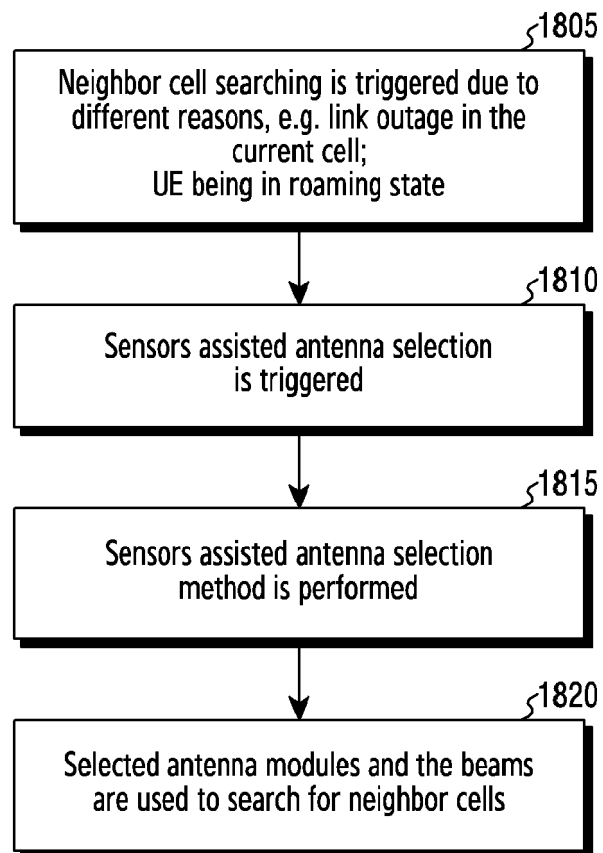 1805
Neighbor cell searching is triggered due to
different reasons, e.g. link outage in the
current cell;
UE being in roaming state
1810
Sensors assisted antenna selection
is triggered
1815
Sensors assisted antenna selection
method is performed
1820
Selected antenna modules and the beams
are used to search for neighbor cells